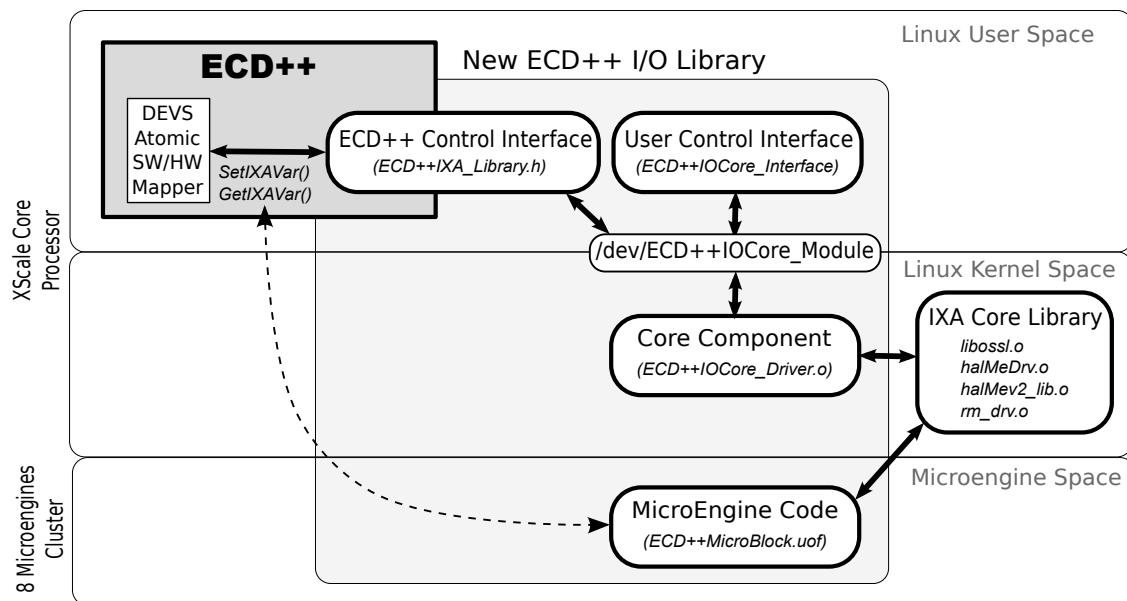 Linux User Space
ECD++
New ECD++ I/O Library
DEVS
Atomic
SW/HW
Mapper
SetIXAVar()
GetIXAVar()
ECD++ Control Interface
(ECD++IXA_Library.h)
User Control Interface
(ECD++IOCore_Interface)
XScale Core
Processor
/dev/ECD++IOCore_Module
Linux Kernel Space
Core Component
(ECD++IOCore_Driver.o)
IXA Core Library
libossl.o
halMeDrv.o
halMev2_lib.o
rm_drv.o
8 Microengines
Cluster
Microengine Space
MicroEngine Code
(ECD++MicroBlock.uof)